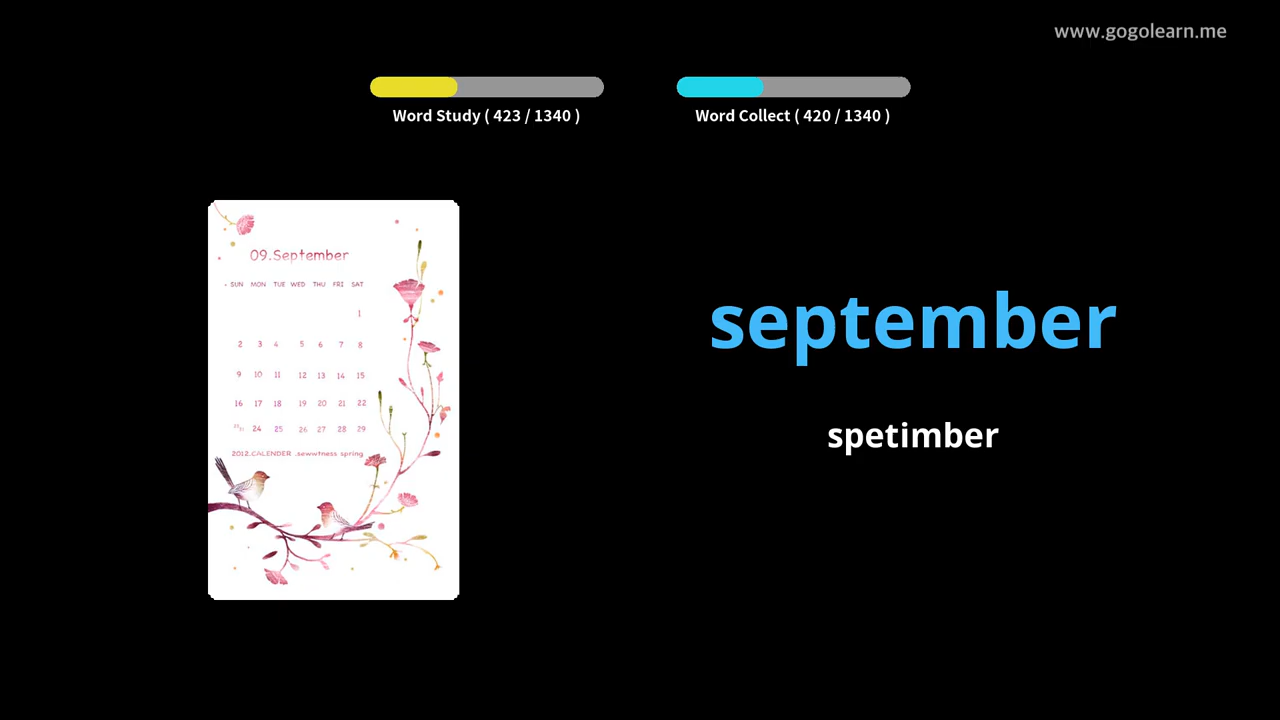 www.gogolearn.me
Word Study ( 423 / 1340 )
Word Collect ( 420 / 1340 )
09.September
SUN MON TUE WED THU FRI SAT
1
2 3 4 5 6 7 8
9 10 11 12 13 14 15
16 17 18 19 20 21 22
24 25 26 27 28 29
2012.CALENDER .sewwtness spring
september
spetimber